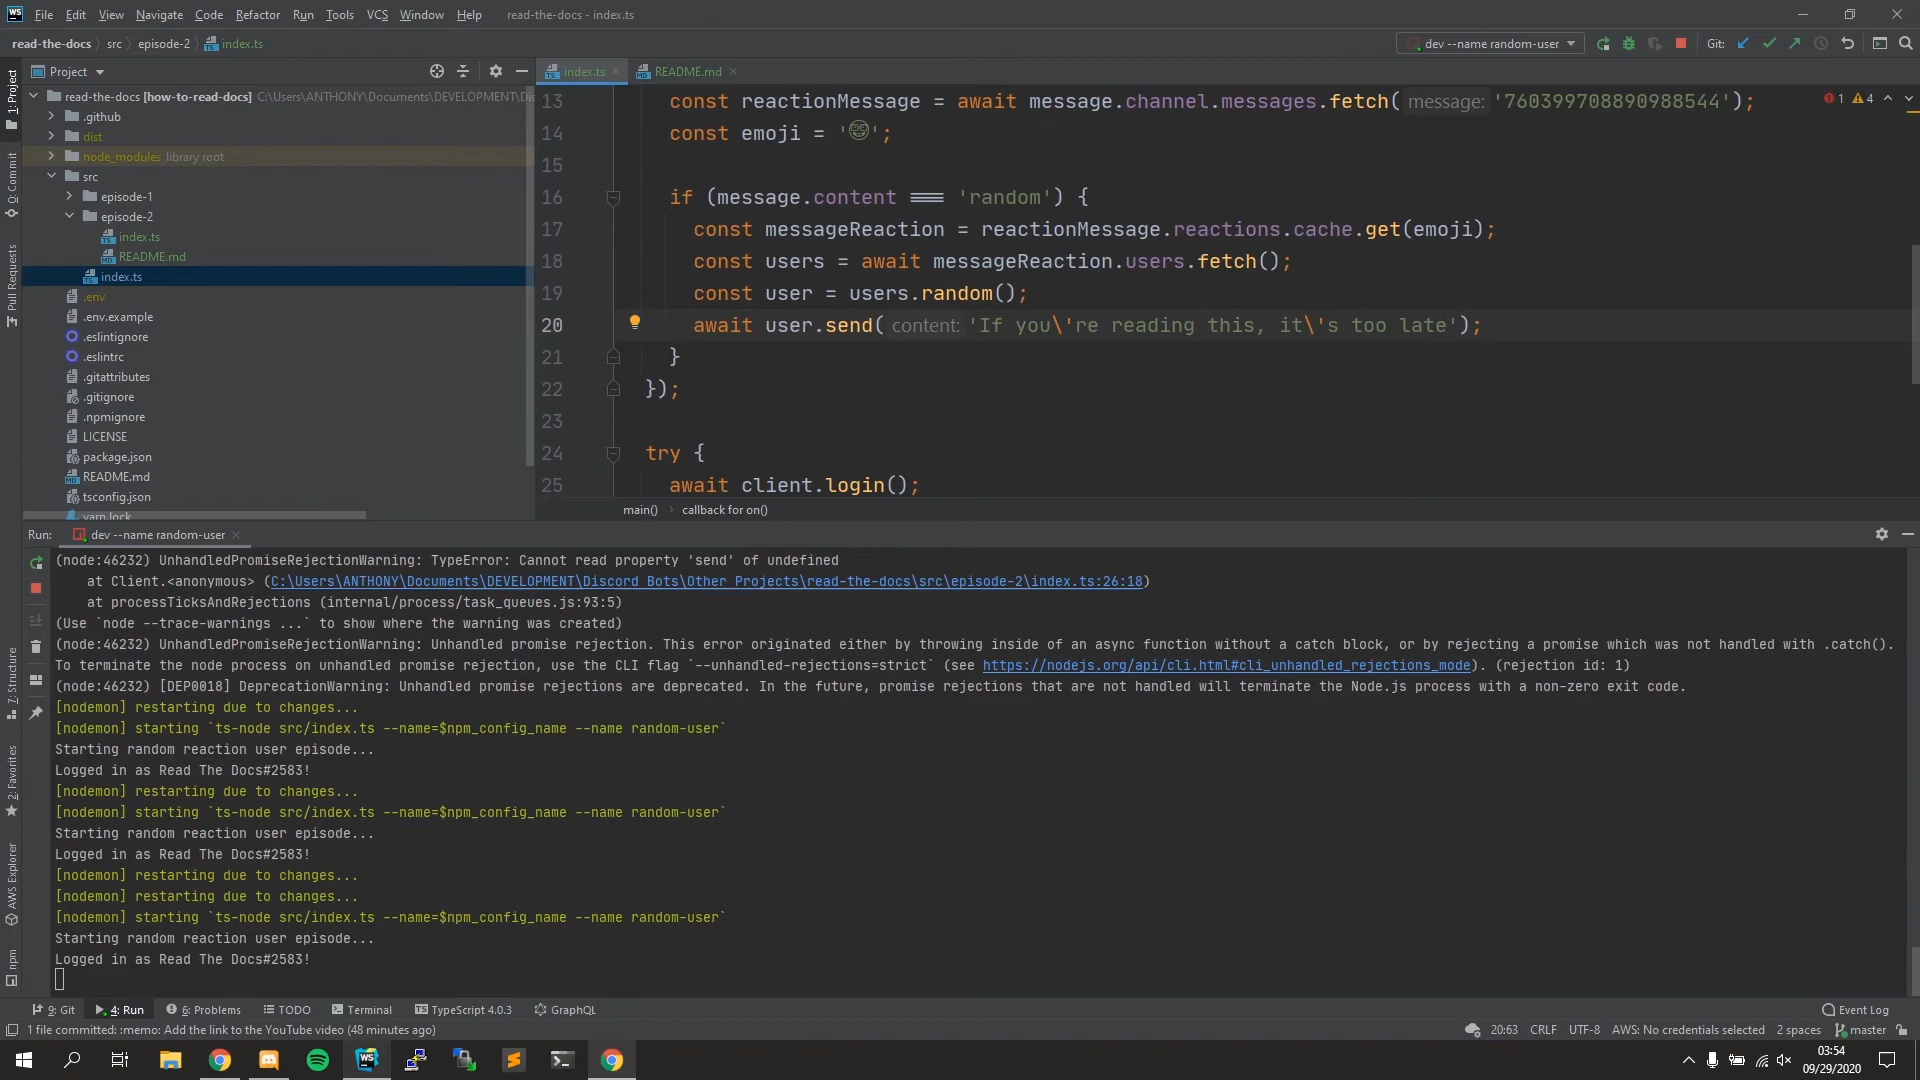 WS File Edit View Navigate Code Refactor Run Tools VCS Window Help read-the-docs - index.ts
read-the-docs src episode-2 index.ts dev --name random-user Git:
Project index.ts README.md
1: Project
0: Commit
Pull Requests
7: Structure
2: Favorites
AWS Explorer
npm
read-the-docs [how-to-read-docs] C:\Users\ANTHONY\Documents\DEVELOPMENT\Dis
.github
dist
node_modules library root
src
episode-1
episode-2
index.ts
README.md
index.ts
.env
.env.example
.eslintignore
.eslintrc
.gitattributes
.gitignore
.npmignore
LICENSE
package.json
README.md
tsconfig.json
yarn.lock
13 const reactionMessage = await message.channel.messages.fetch( message: '760399708890988544');
1 4
14 const emoji = '🤓';
15
16 if (message.content === 'random') {
17 const messageReaction = reactionMessage.reactions.cache.get(emoji);
18 const users = await messageReaction.users.fetch();
19 const user = users.random();
20 await user.send( content: 'If you\'re reading this, it\'s too late');
21 }
22 });
23
24 try {
25 await client.login();
main() callback for on()
Run: dev --name random-user
(node:46232) UnhandledPromiseRejectionWarning: TypeError: Cannot read property 'send' of undefined
at Client.<anonymous> (C:\Users\ANTHONY\Documents\DEVELOPMENT\Discord Bots\Other Projects\read-the-docs\src\episode-2\index.ts:26:18)
at processTicksAndRejections (internal/process/task_queues.js:93:5)
(Use `node --trace-warnings ...` to show where the warning was created)
(node:46232) UnhandledPromiseRejectionWarning: Unhandled promise rejection. This error originated either by throwing inside of an async function without a catch block, or by rejecting a promise which was not handled with .catch().
To terminate the node process on unhandled promise rejection, use the CLI flag `--unhandled-rejections=strict` (see https://nodejs.org/api/cli.html#cli_unhandled_rejections_mode). (rejection id: 1)
(node:46232) [DEP0018] DeprecationWarning: Unhandled promise rejections are deprecated. In the future, promise rejections that are not handled will terminate the Node.js process with a non-zero exit code.
[nodemon] restarting due to changes...
[nodemon] starting `ts-node src/index.ts --name=$npm_config_name --name random-user`
Starting random reaction user episode...
Logged in as Read The Docs#2583!
[nodemon] restarting due to changes...
[nodemon] starting `ts-node src/index.ts --name=$npm_config_name --name random-user`
Starting random reaction user episode...
Logged in as Read The Docs#2583!
[nodemon] restarting due to changes...
[nodemon] restarting due to changes...
[nodemon] starting `ts-node src/index.ts --name=$npm_config_name --name random-user`
Starting random reaction user episode...
Logged in as Read The Docs#2583!
9: Git 4: Run 6: Problems TODO Terminal TypeScript 4.0.3 GraphQL Event Log
1 file committed: :memo: Add the link to the YouTube video (48 minutes ago) 20:63 CRLF UTF-8 AWS: No credentials selected 2 spaces master
03:54
09/29/2020